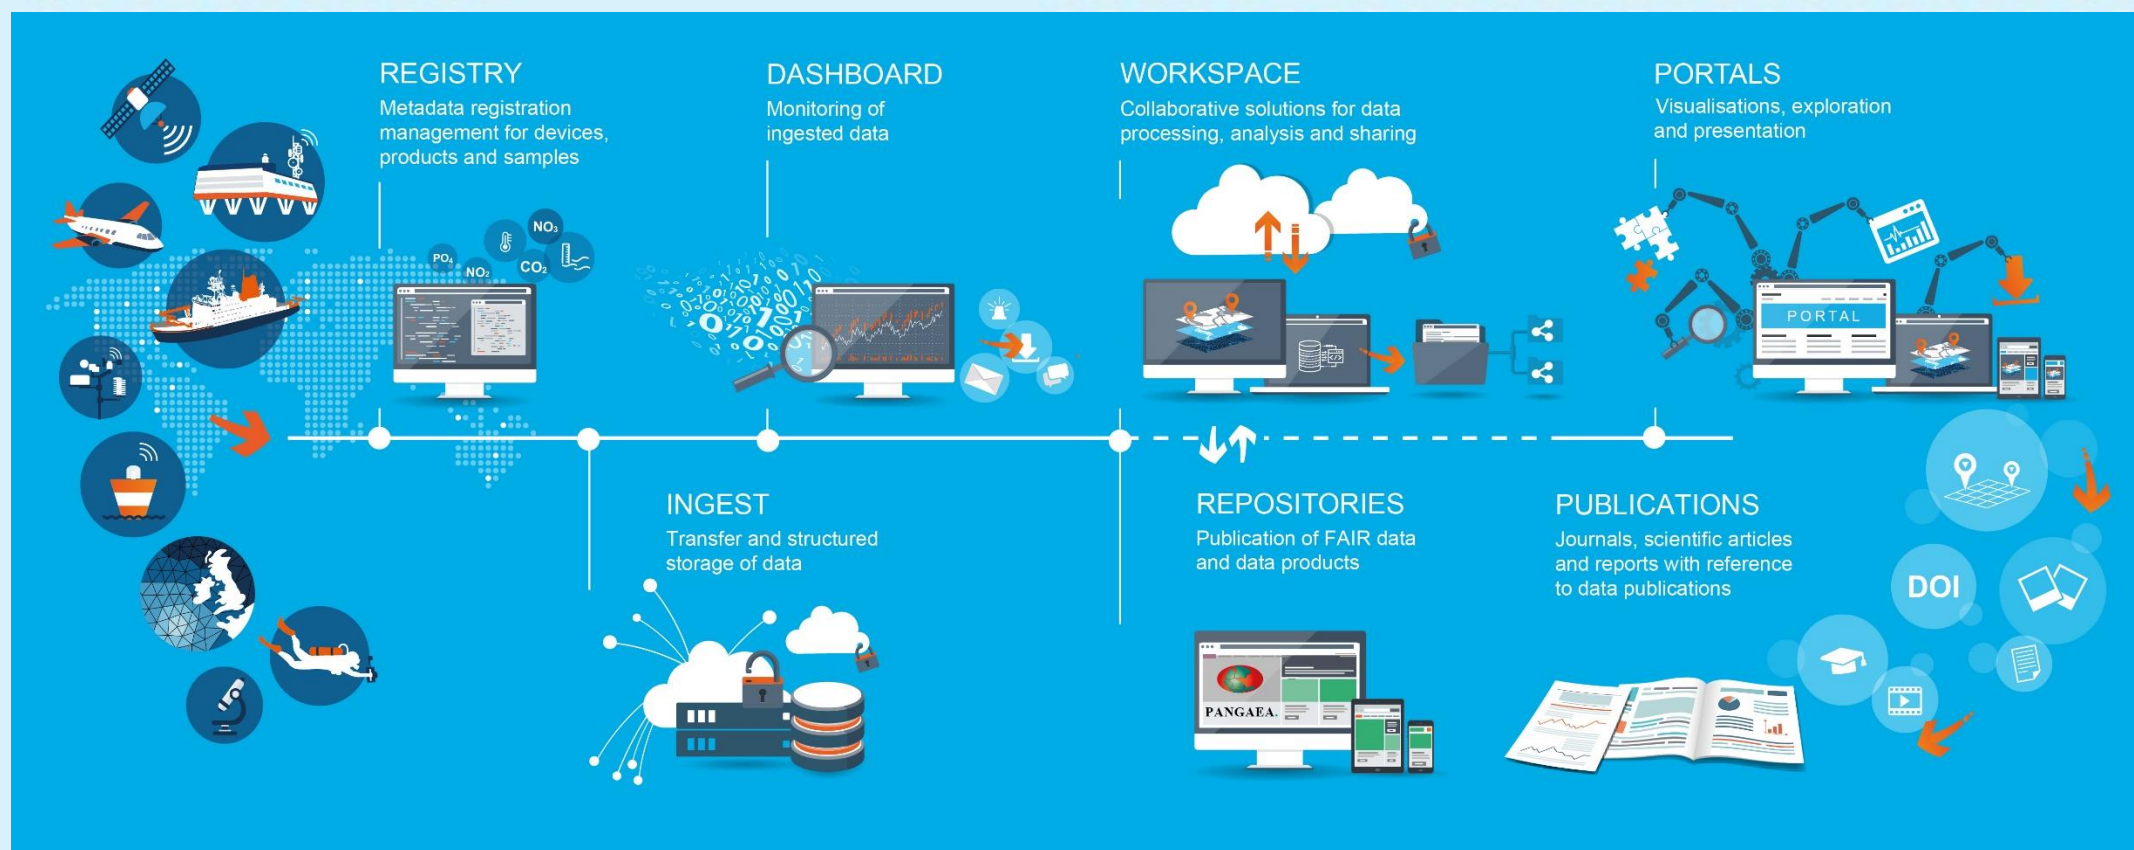 REGISTRY
Metadata registration
management for devices,
products and samples
PO₄
NO₂
NO₃
CO₂
DASHBOARD
Monitoring of
ingested data
WORKSPACE
Collaborative solutions for data
processing, analysis and sharing
PORTALS
Visualisations, exploration
and presentation
PORTAL
INGEST
Transfer and structured
storage of data
REPOSITORIES
Publication of FAIR data
and data products
PANGAEA.
PUBLICATIONS
Journals, scientific articles
and reports with reference
to data publications
DOI